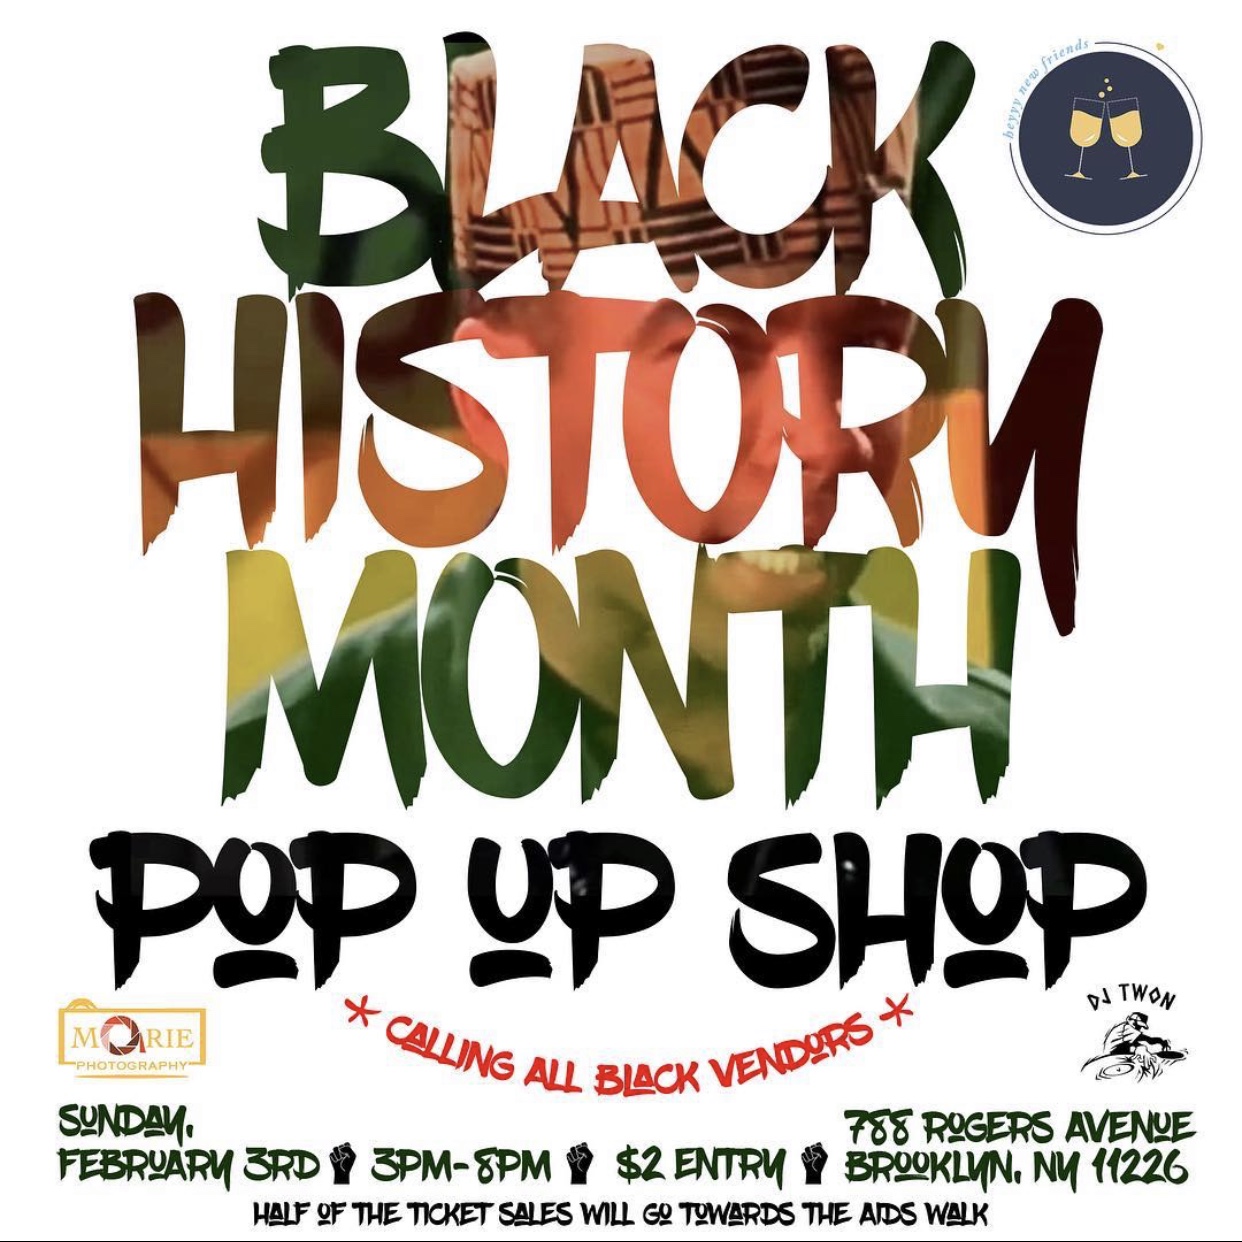 heyyy new friends
BLACK
HISTORY
MONTH
POP UP SHOP
* CALLING ALL BLACK VENDORS *
MORIE
PHOTOGRAPHY
DJ TWON
SUNDAY,
FEBRUARY 3RD
3PM-8PM
$2 ENTRY
788 ROGERS AVENUE
BROOKLYN, NY 11226
HALF OF THE TICKET SALES WILL GO TOWARDS THE AIDS WALK